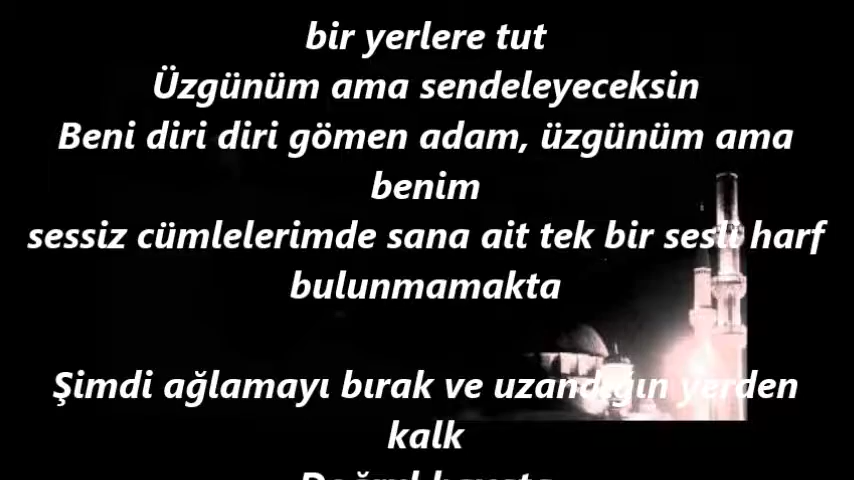 bir yerlere tut
Üzgünüm ama sendeleyeceksin
Beni diri diri gömen adam, üzgünüm ama
benim
sessiz cümlelerimde sana ait tek bir sesli harf
bulunmamakta
Şimdi ağlamayı bırak ve uzandığın yerden
kalk